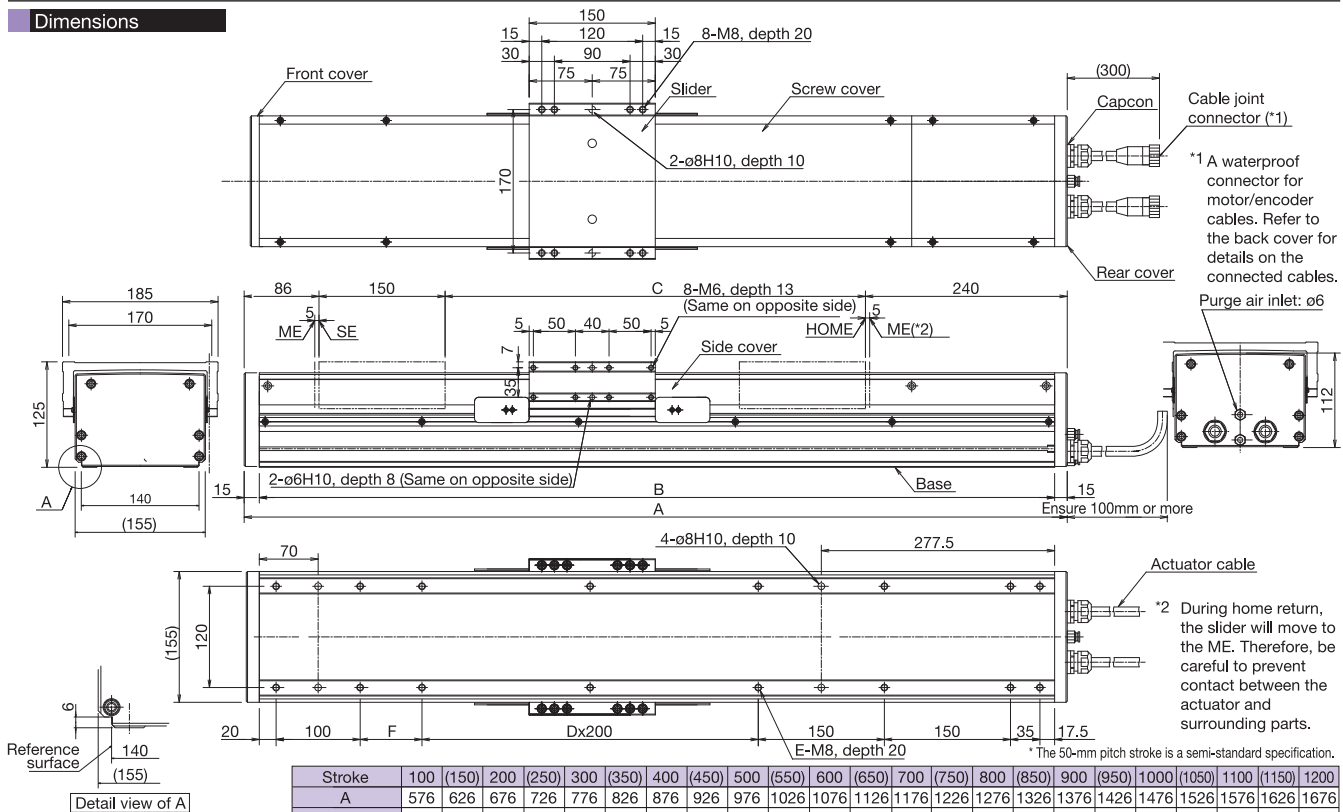 Dimensions
150
15
120
15
8-M8, depth 20
30
90
30
75
75
(300)
Front cover
Slider
Screw cover
Capcon
Cable joint
connector (*1)
2-ø8H10, depth 10
170
*1 A waterproof
connector for
motor/encoder
cables. Refer to
the back cover for
details on the
connected cables.
Rear cover
185
170
86
150
C
8-M6, depth 13
(Same on opposite side)
240
Purge air inlet: ø6
5
ME
SE
5
50
40
50
5
HOME
5
ME(*2)
7
Side cover
35
125
112
2-ø6H10, depth 8 (Same on opposite side)
Base
A
140
(155)
15
B
15
A
Ensure 100mm or more
70
4-ø8H10, depth 10
277.5
Actuator cable
(155)
120
*2 During home return,
the slider will move to
the ME. Therefore, be
careful to prevent
contact between the
actuator and
surrounding parts.
6
Reference
surface
140
(155)
Detail view of A
20
100
F
Dx200
150
150
35
17.5
E-M8, depth 20
* The 50-mm pitch stroke is a semi-standard specification.
Stroke 100 (150) 200 (250) 300 (350) 400 (450) 500 (550) 600 (650) 700 (750) 800 (850) 900 (950) 1000 (1050) 1100 (1150) 1200
A 576 626 676 726 776 826 876 926 976 1026 1076 1126 1176 1226 1276 1326 1376 1426 1476 1526 1576 1626 1676